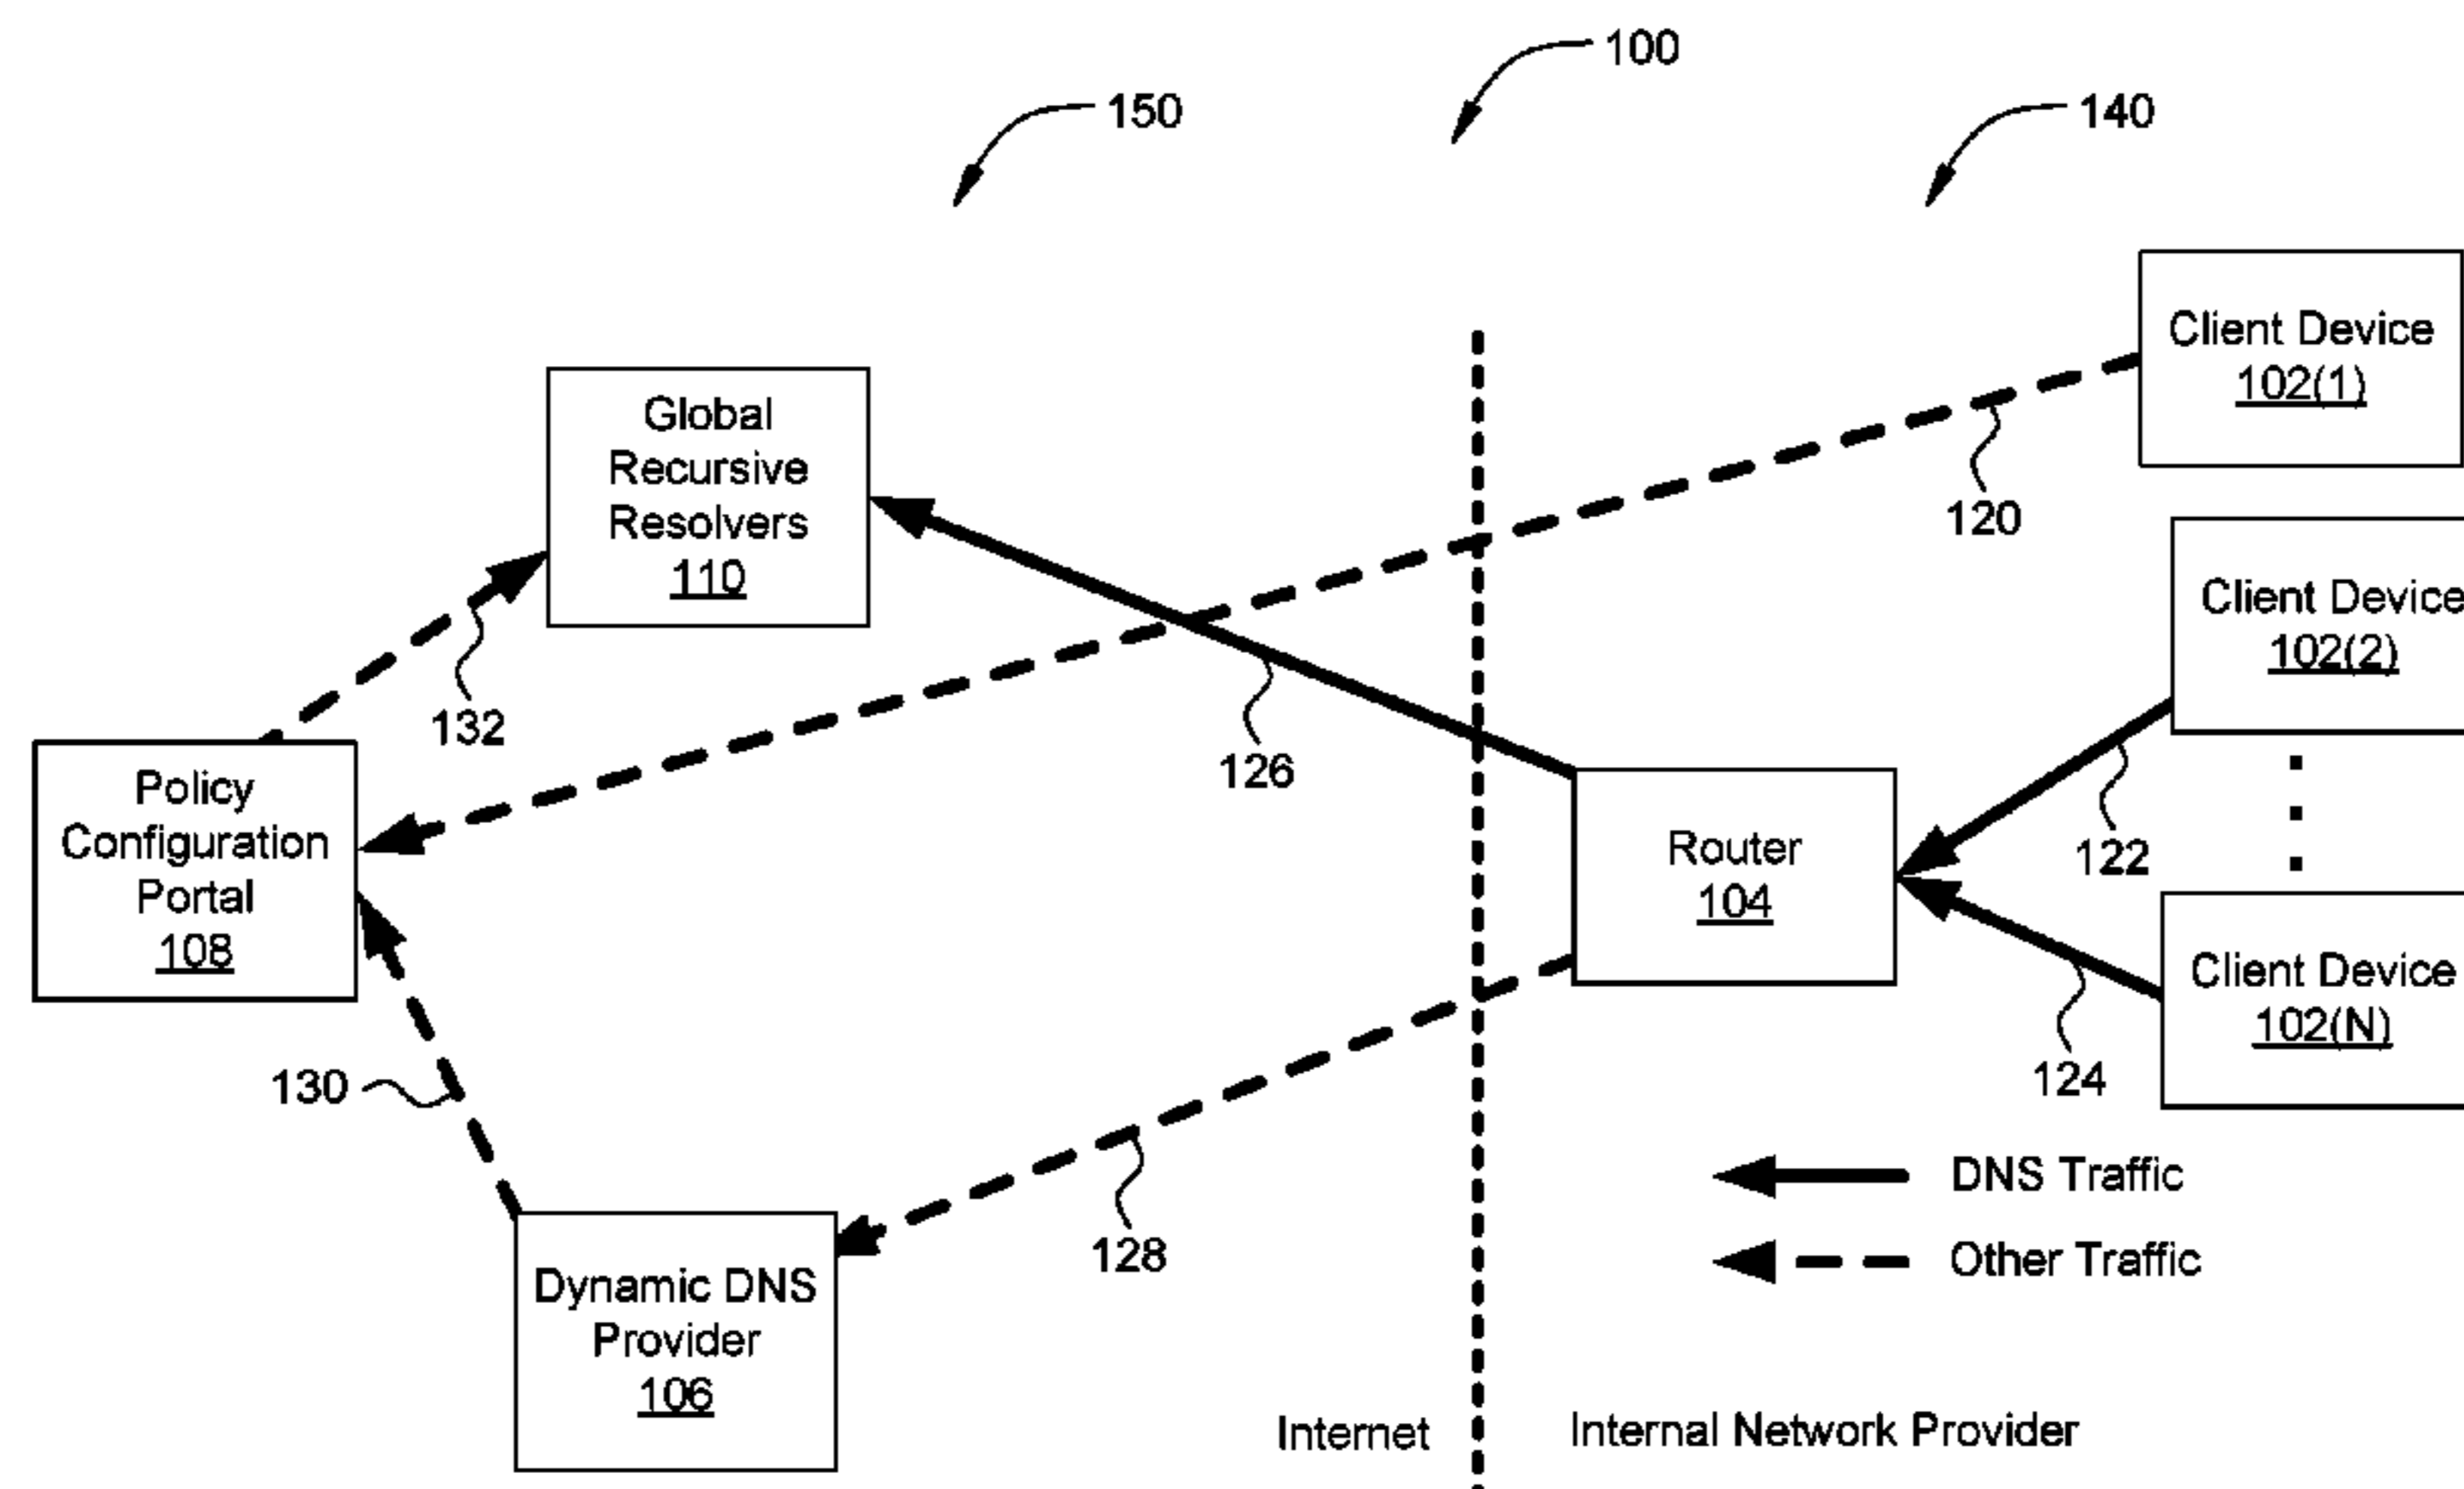 100
150
140
Client Device
102(1)
Global
Recursive
Resolvers
110
120
Client Device
102(2)
132
126
Policy
Configuration
Portal
108
Router
104
122
Client Device
102(N)
130
124
128
DNS Traffic
Other Traffic
Dynamic DNS
Provider
106
Internet
Internal Network Provider